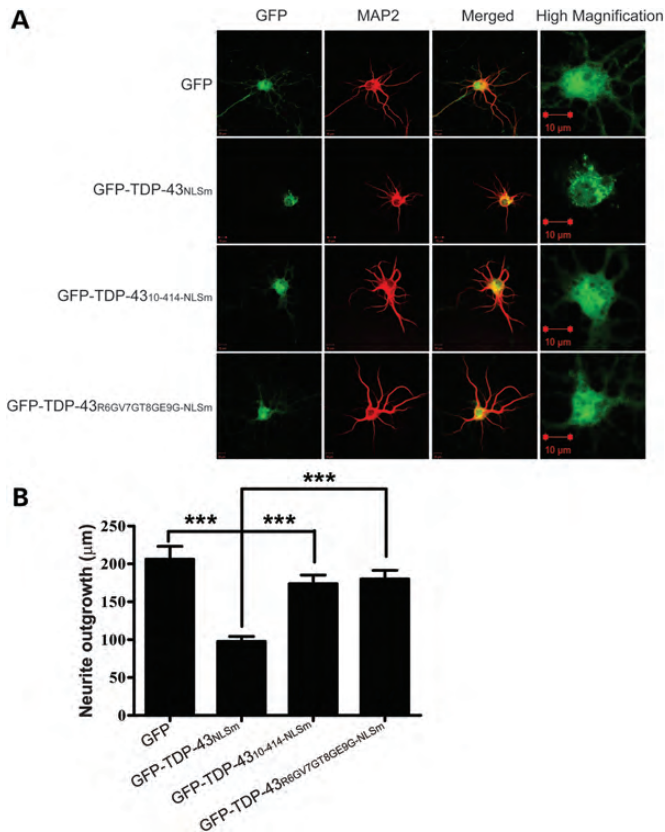 A
GFP MAP2 Merged High Magnification
GFP
10 µm
GFP-TDP-43NLSm
10 µm
GFP-TDP-4310-414-NLSm
10 µm
GFP-TDP-43R6GV7GT8GE9G-NLSm
10 µm
B
***
*** ***
Neurite outgrowth (µm)
250
200
150
100
50
0
GFP
GFP-TDP-43NLSm
GFP-TDP-4310-414-NLSm
GFP-TDP-43R6GV7GT8GE9G-NLSm